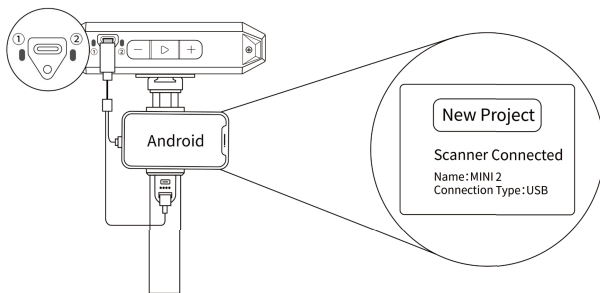 ① ②
① ②
Android
New Project
Scanner Connected
Name:MINI 2
Connection Type:USB